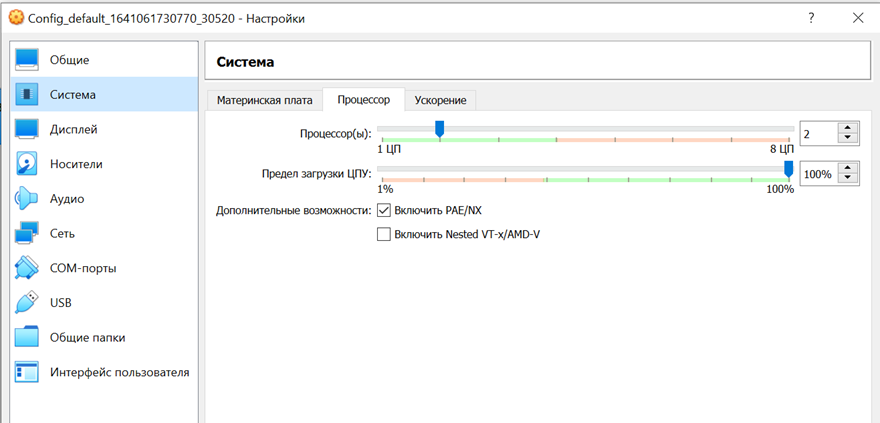 Config_default_1641061730770_30520 - Настройки
?
Общие
Система
Дисплей
Носители
Аудио
Сеть
COM-порты
USB
Общие папки
Интерфейс пользователя
Система
Материнская плата Процессор Ускорение
Процессор(ы): 2
1 ЦП 8 ЦП
Предел загрузки ЦПУ: 100%
1% 100%
Дополнительные возможности: Включить PAE/NX
Включить Nested VT-x/AMD-V